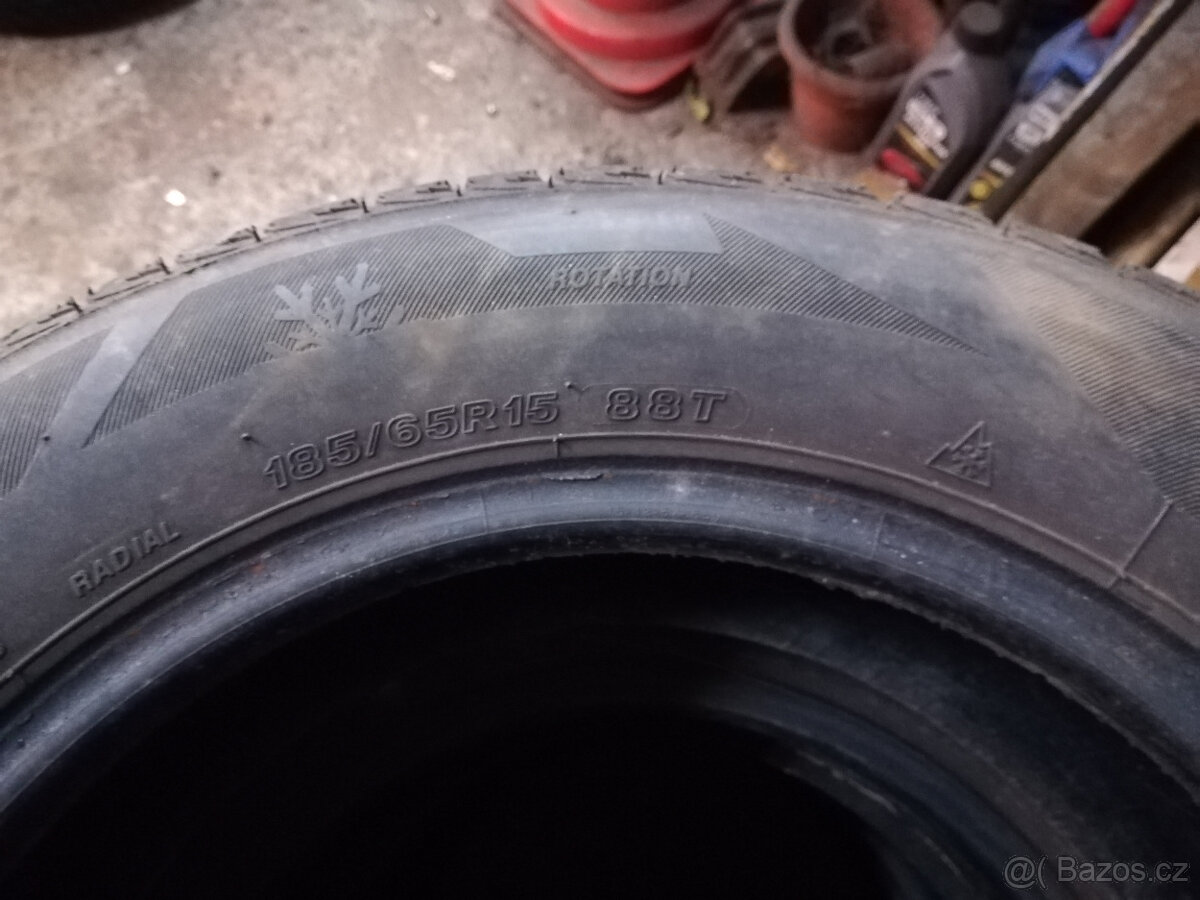 ROTATION
185/65R15 88T
RADIAL
@( Bazos.cz